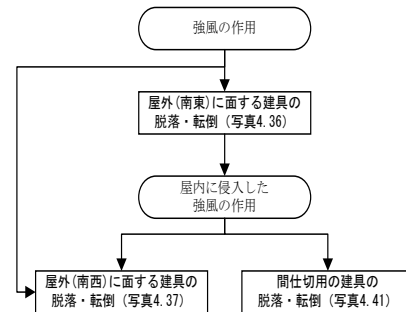 強風の作用
屋外(南東)に面する建具の
脱落・転倒（写真4.36）
屋内に侵入した
強風の作用
屋外(南西)に面する建具の
脱落・転倒（写真4.37）
間仕切用の建具の
脱落・転倒（写真4.41）